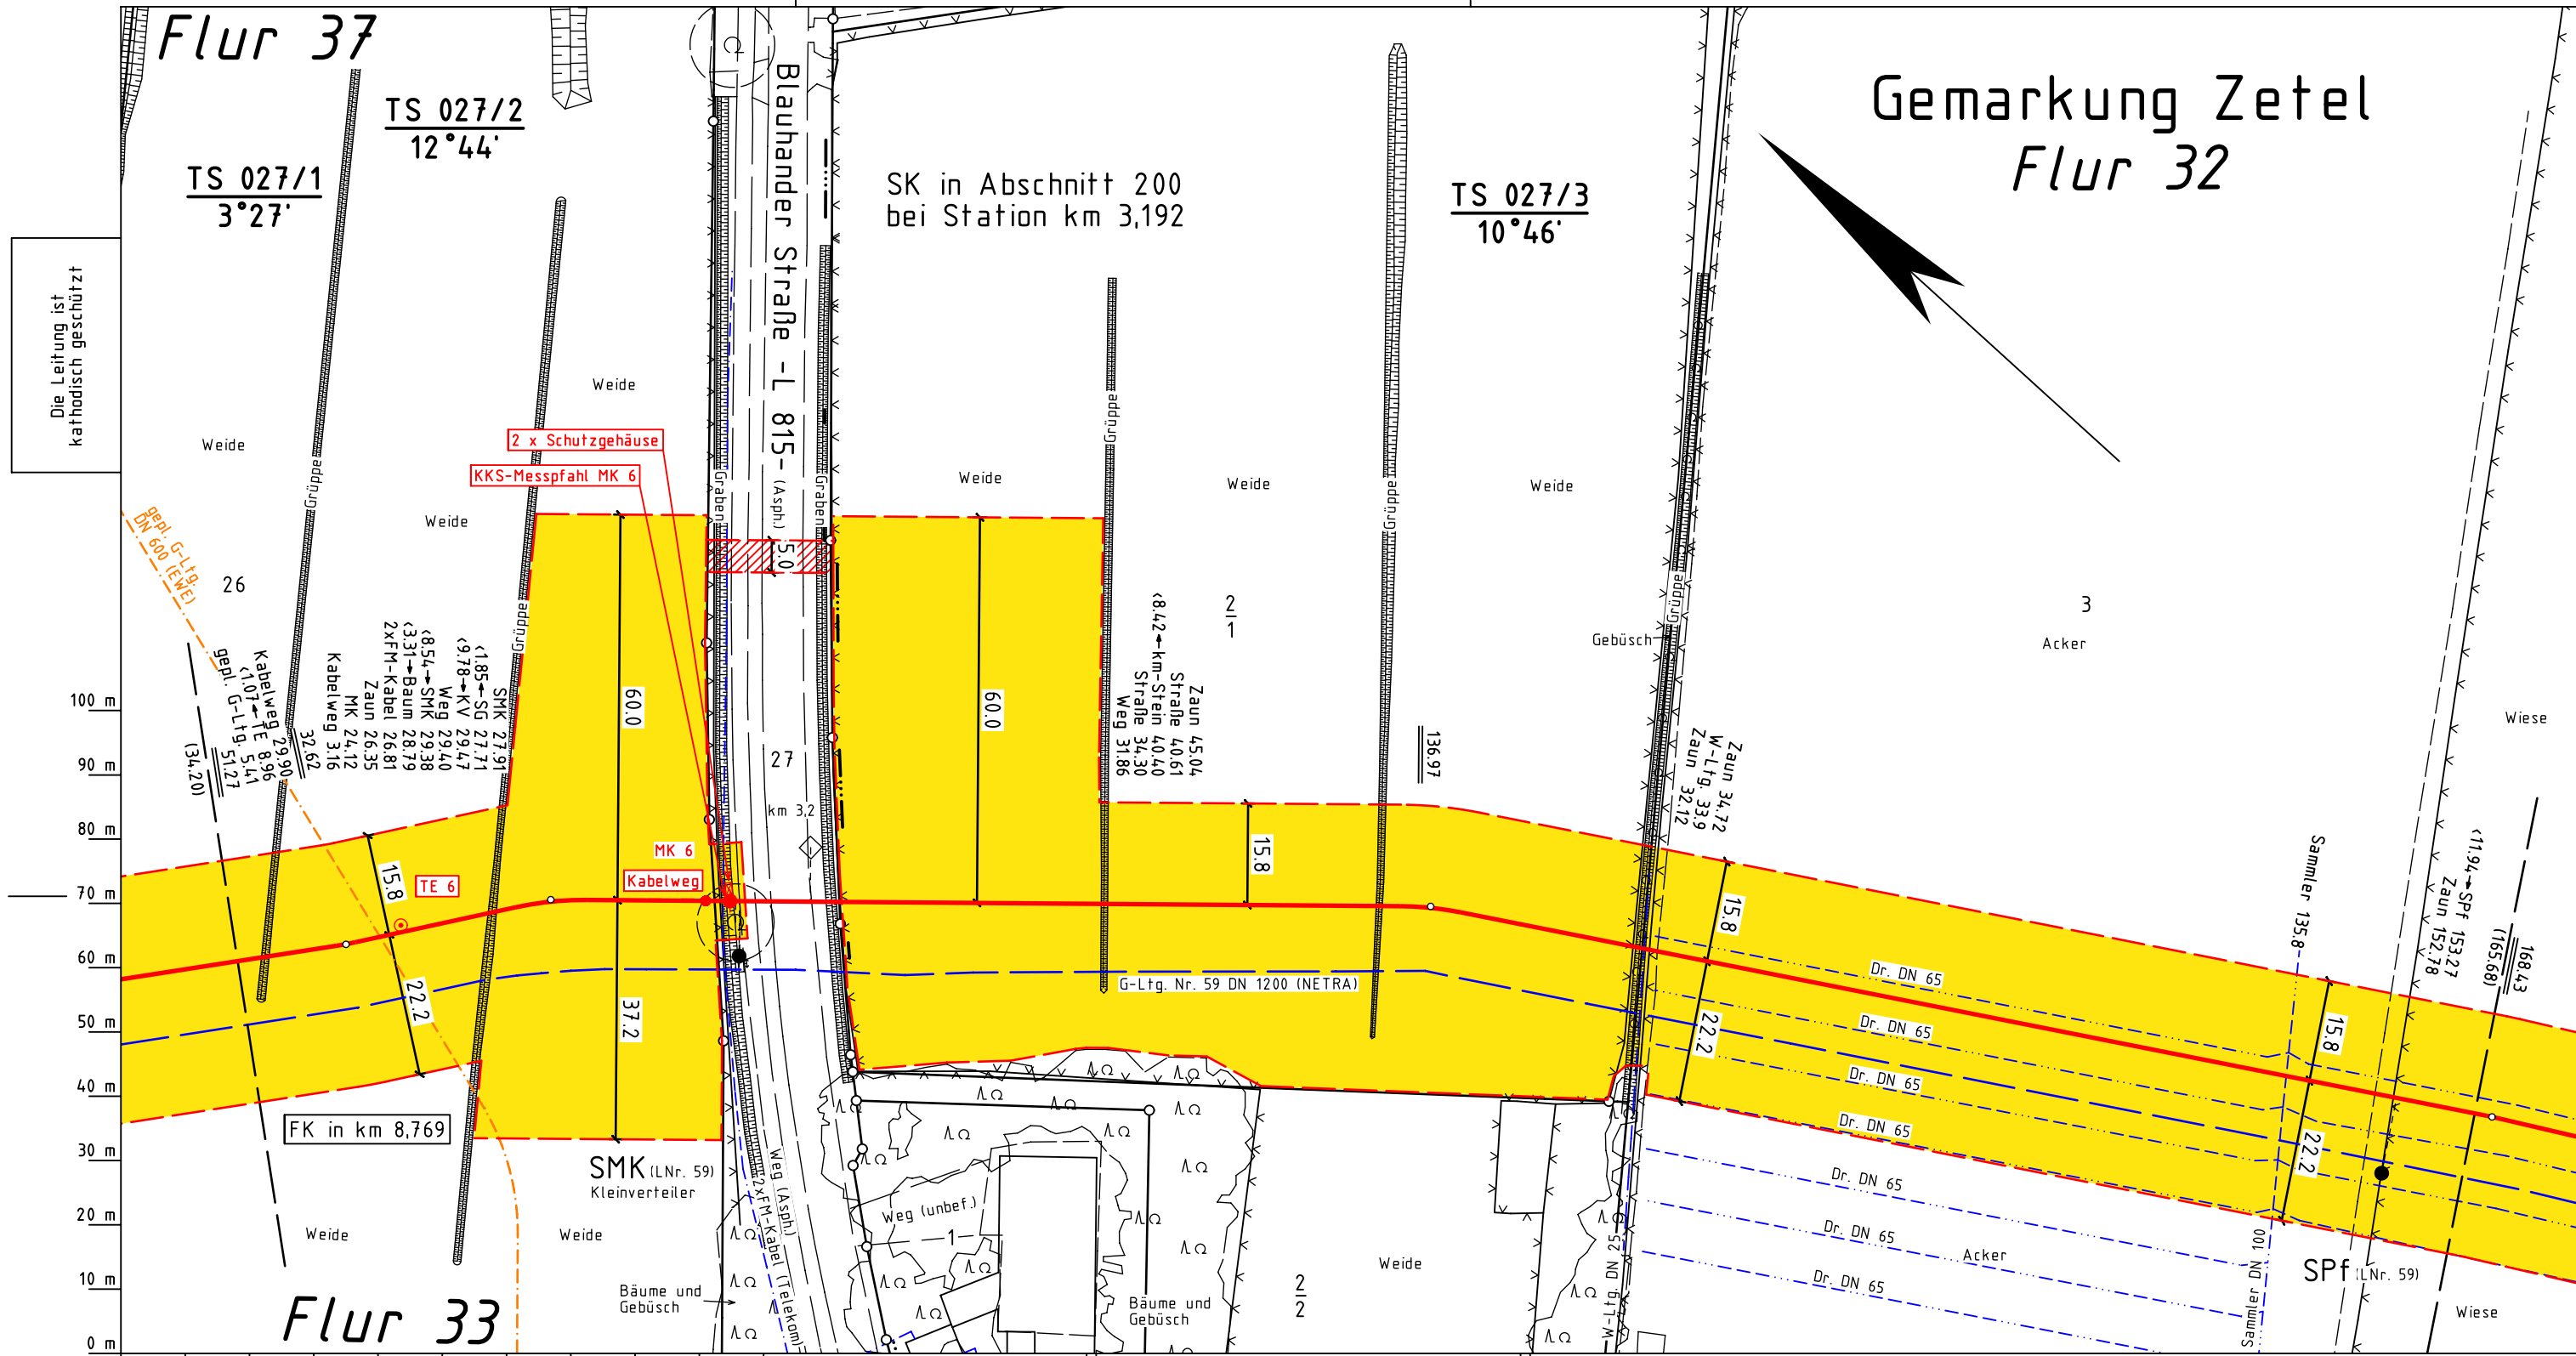 Flur 37
TS 027/2
12°44'
TS 027/1
3°27'
Blauhander Straße -L 815- (Asph.)
SK in Abschnitt 200
bei Station km 3,192
TS 027/3
10°46'
Gemarkung Zetel
Flur 32
Die Leitung ist
kathodisch geschützt
Weide
Weide
Weide
Weide
Weide
Weide
2 x Schutzgehäuse
KKS-Messpfahl MK 6
Grüppe
Grüppe
Graben
Graben
Grüppe
Grüppe
Grüppe
gepl. G-Ltg.
DN 600 (EWE)
26
5.0
2
1
Gebüsch
3
Acker
Wiese
100 m
90 m
80 m
70 m
60 m
50 m
40 m
30 m
20 m
10 m
0 m
(34.20)
51.27
gepl. G-Ltg. 5.41
<1.07 TE 8.96
Kabelweg 29.90
32.62
Kabelweg 3.16
MK 24.12
Zaun 26.35
2xFM-Kabel 26.81
<3.31 Baum 28.79
<8.54 SMK 29.38
Weg 29.40
<9.78 KV 29.47
<1.85 SG 27.71
SMK 27.91
60.0
60.0
27
km 3,2
Weg 31.86
Straße 34.30
<8.42 km-Stein 40.40
Straße 40.61
Zaun 45.04
136.97
Zaun 32.12
W-Ltg. 33.9
Zaun 34.72
Sammler 135.8
<11.94 SPf 153.27
Zaun 152.78
(165.68)
168.43
MK 6
Kabelweg
TE 6
15.8
22.2
37.2
15.8
15.8
22.2
15.8
22.2
G-Ltg. Nr. 59 DN 1200 (NETRA)
Dr. DN 65
Dr. DN 65
Dr. DN 65
Dr. DN 65
Dr. DN 65
Dr. DN 65
Dr. DN 65
FK in km 8,769
SMK (LNr. 59)
Kleinverteiler
Weide
Weide
Weg (Asph.)
2xFM-Kabel (Telekom)
Weg (unbef.)
1
Bäume und
Gebüsch
Bäume und
Gebüsch
2
2
Weide
W-Ltg. DN 25
Acker
Sammler DN 100
SPf (LNr. 59)
Wiese
Flur 33